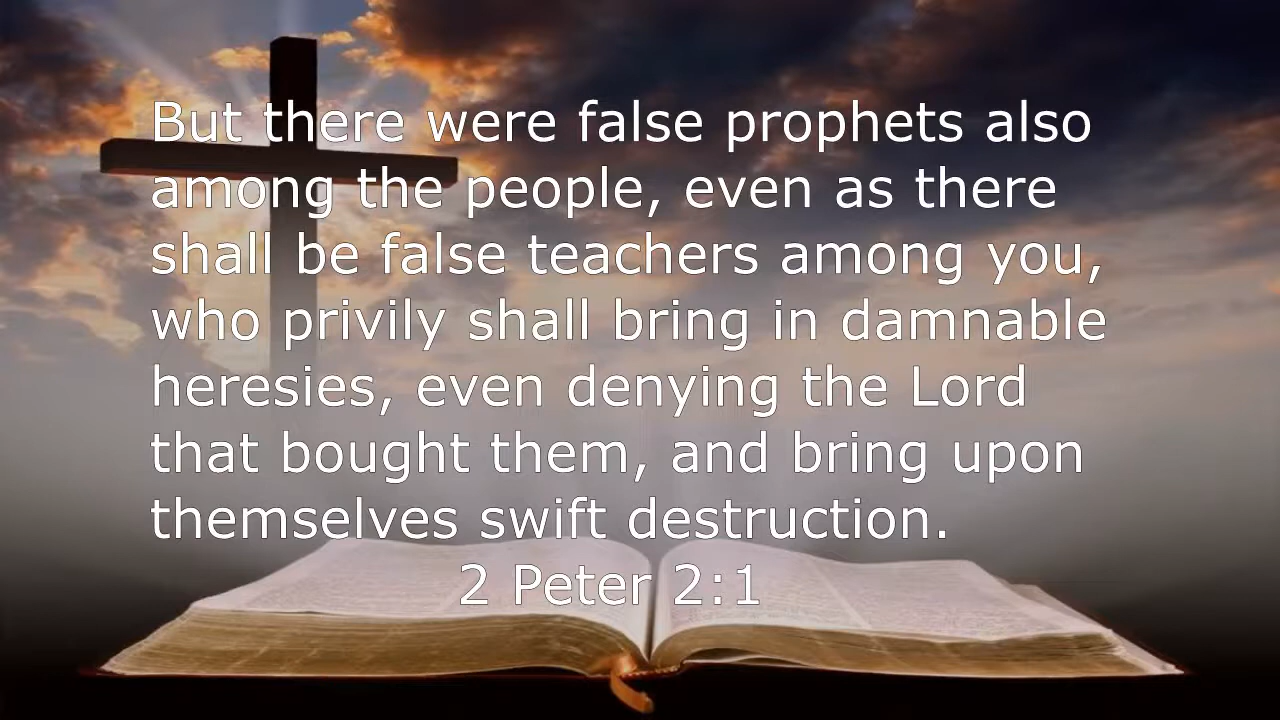 But there were false prophets also
among the people, even as there
shall be false teachers among you,
who privily shall bring in damnable
heresies, even denying the Lord
that bought them, and bring upon
themselves swift destruction.
2 Peter 2:1